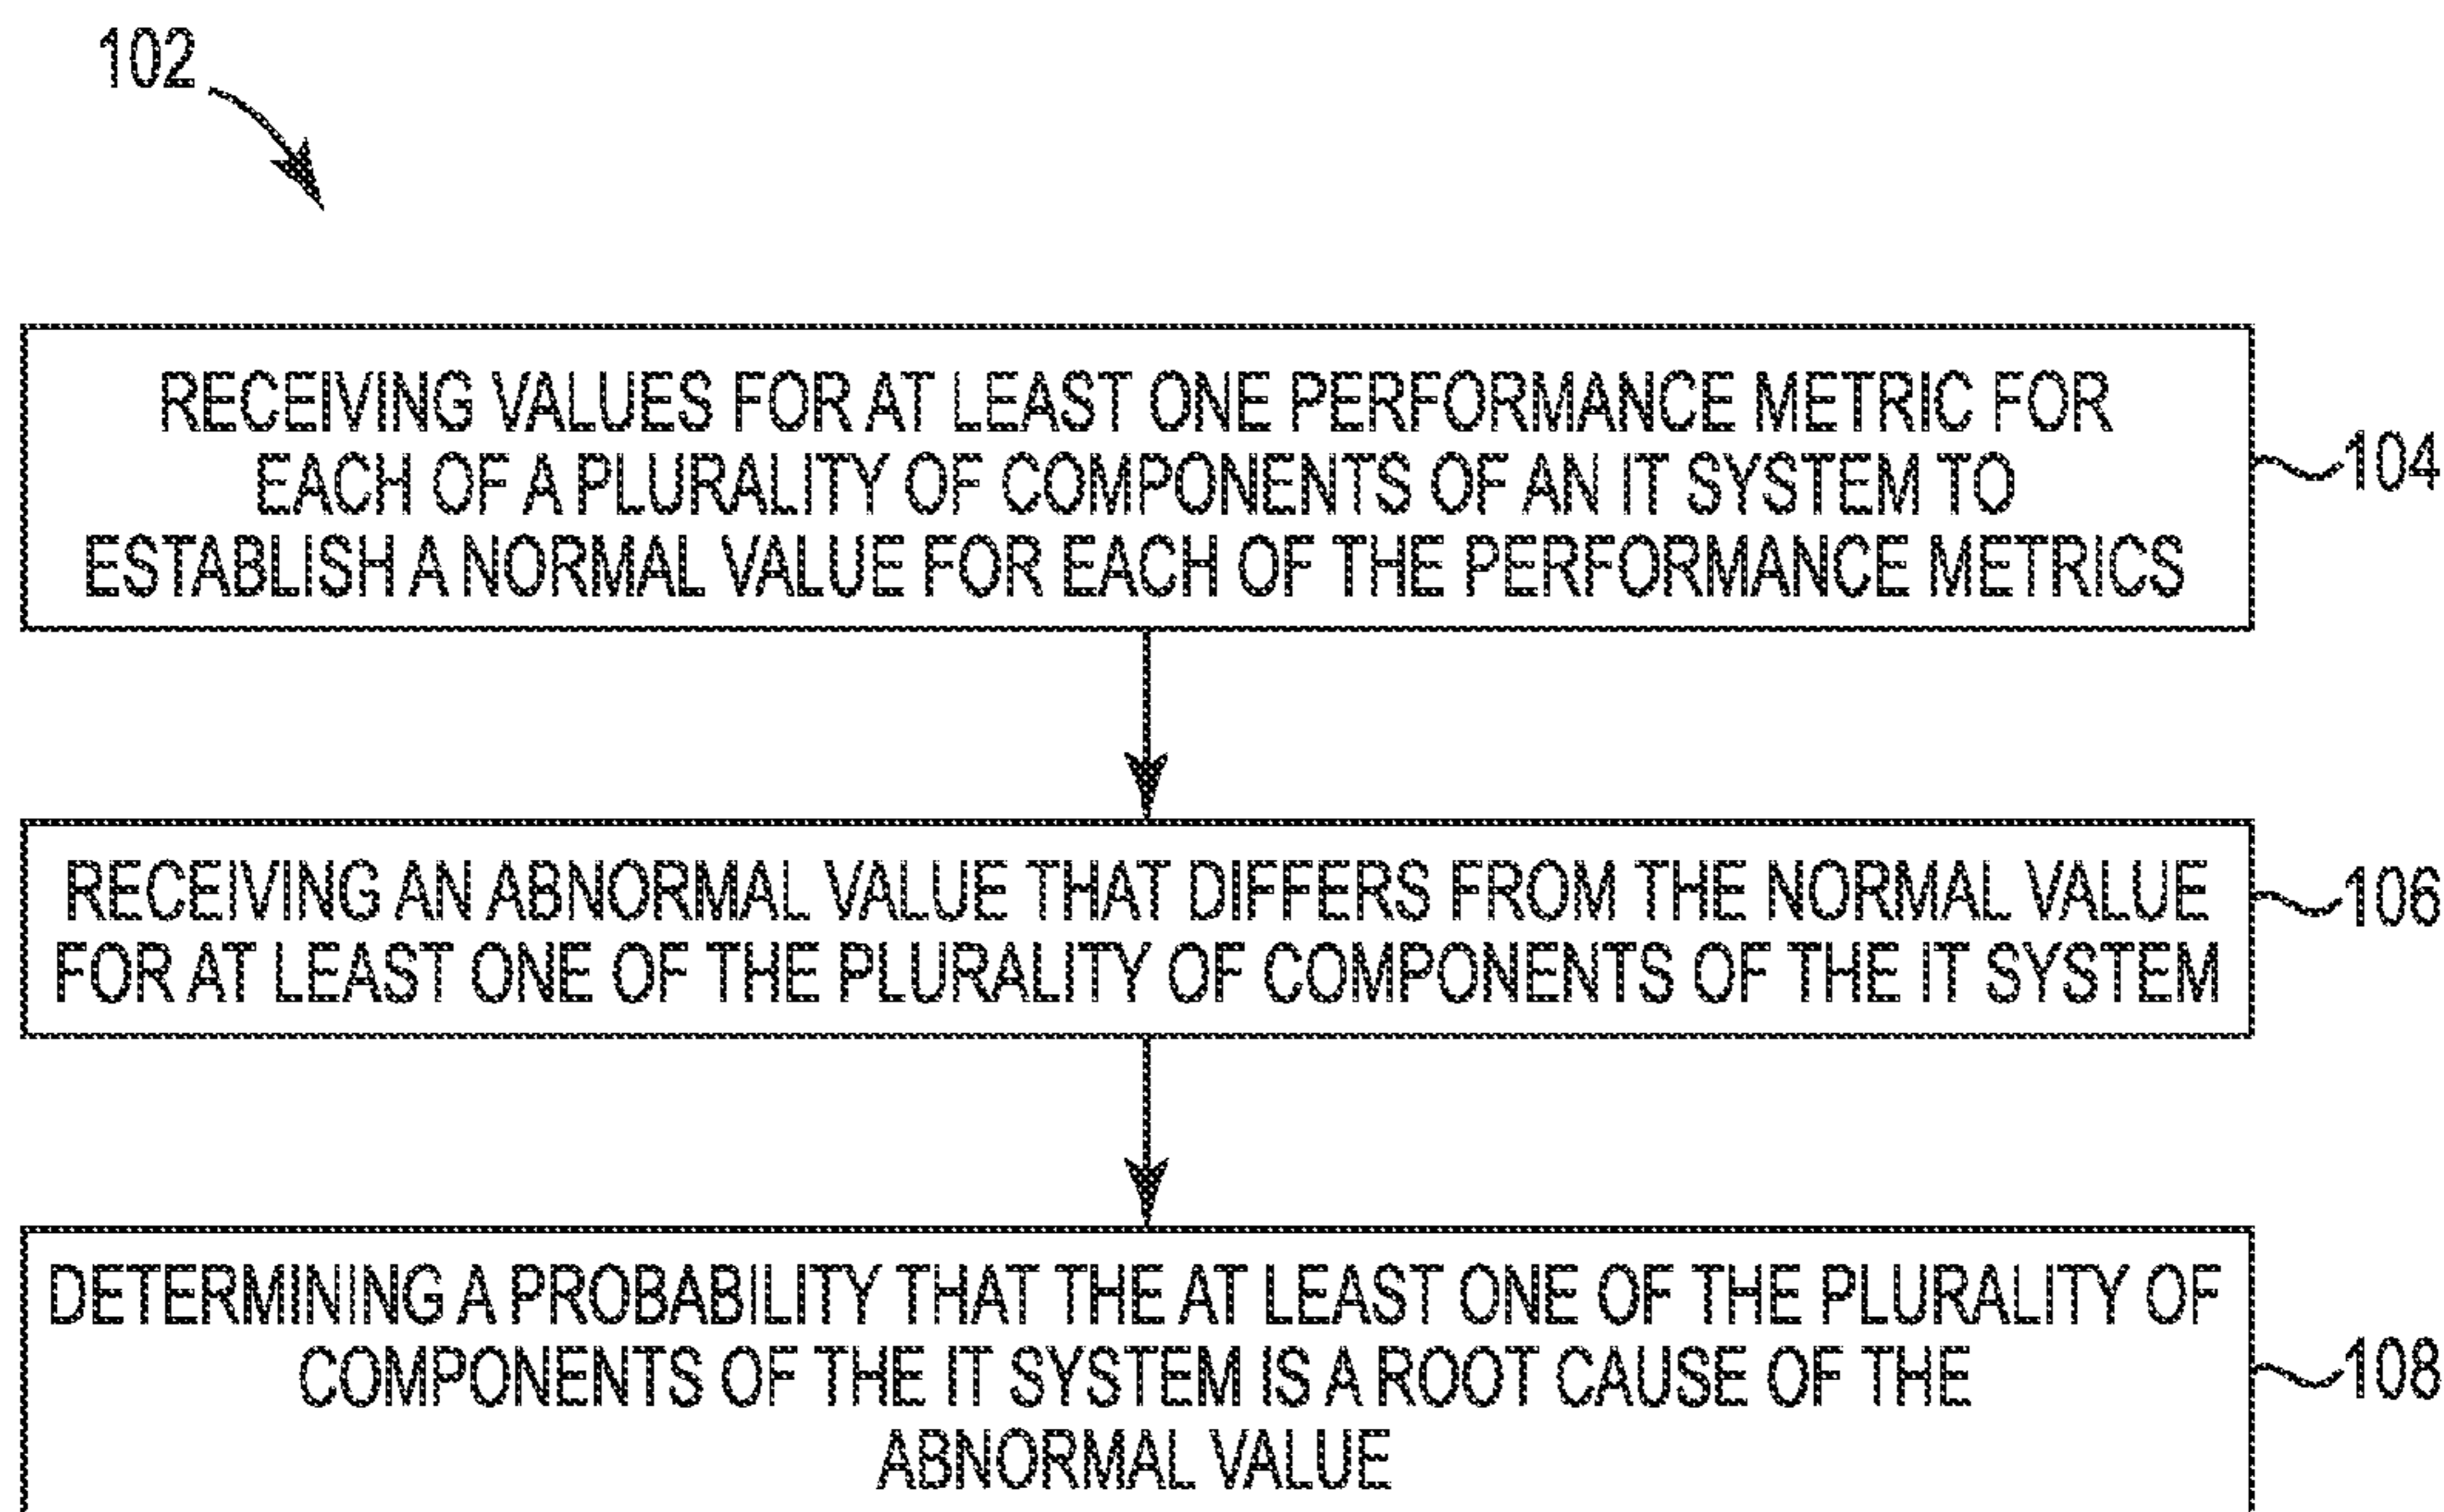 102
RECEIVING VALUES FOR AT LEAST ONE PERFORMANCE METRIC FOR
EACH OF A PLURALITY OF COMPONENTS OF AN IT SYSTEM TO
ESTABLISH A NORMAL VALUE FOR EACH OF THE PERFORMANCE METRICS
104
RECEIVING AN ABNORMAL VALUE THAT DIFFERS FROM THE NORMAL VALUE
FOR AT LEAST ONE OF THE PLURALITY OF COMPONENTS OF THE IT SYSTEM
106
DETERMINING A PROBABILITY THAT THE AT LEAST ONE OF THE PLURALITY OF
COMPONENTS OF THE IT SYSTEM IS A ROOT CAUSE OF THE
ABNORMAL VALUE
108